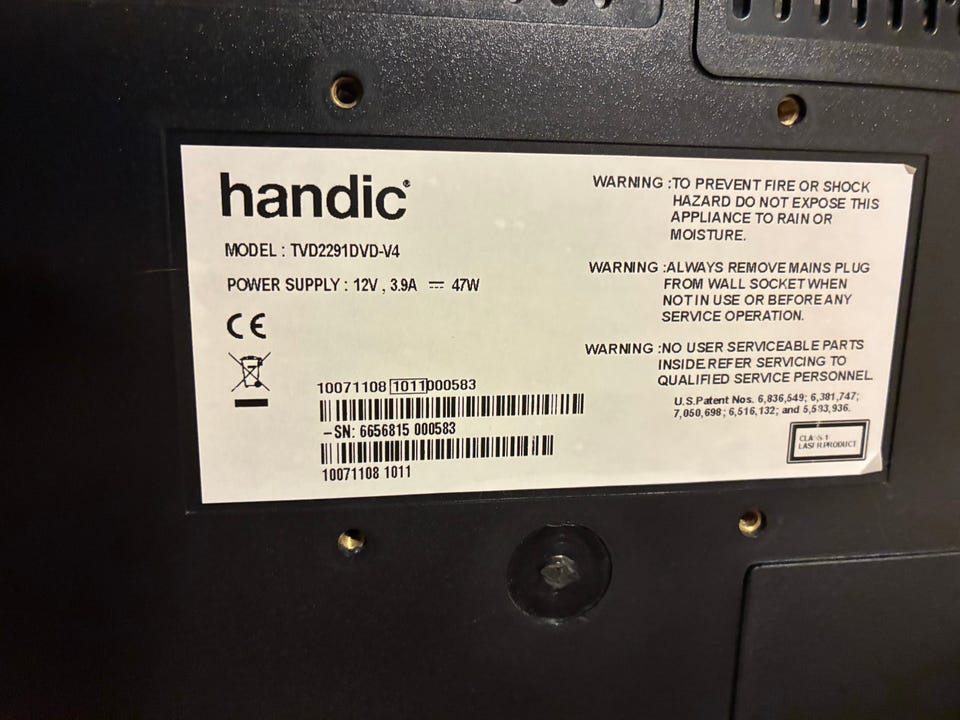 handic®
MODEL : TVD2291DVD-V4
POWER SUPPLY : 12V , 3.9A ⎓ 47W
CE
10071108 1011000583
–SN: 6656815 000583
10071108 1011
WARNING :TO PREVENT FIRE OR SHOCK
HAZARD DO NOT EXPOSE THIS
APPLIANCE TO RAIN OR
MOISTURE.
WARNING :ALWAYS REMOVE MAINS PLUG
FROM WALL SOCKET WHEN
NOT IN USE OR BEFORE ANY
SERVICE OPERATION.
WARNING :NO USER SERVICEABLE PARTS
INSIDE.REFER SERVICING TO
QUALIFIED SERVICE PERSONNEL.
U.S.Patent Nos. 6,836,549; 6,381,747;
7,050,698; 6,516,132; and 5,583,936.
CLASS 1
LASER PRODUCT